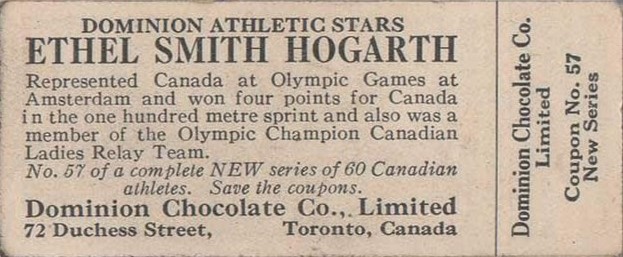 DOMINION ATHLETIC STARS
ETHEL SMITH HOGARTH
Represented Canada at Olympic Games at
Amsterdam and won four points for Canada
in the one hundred metre sprint and also was a
member of the Olympic Champion Canadian
Ladies Relay Team.
No. 57 of a complete NEW series of 60 Canadian
athletes. Save the coupons.
Dominion Chocolate Co., Limited
72 Duchess Street, Toronto, Canada
Dominion Chocolate Co.
Limited
Coupon No. 57
New Series